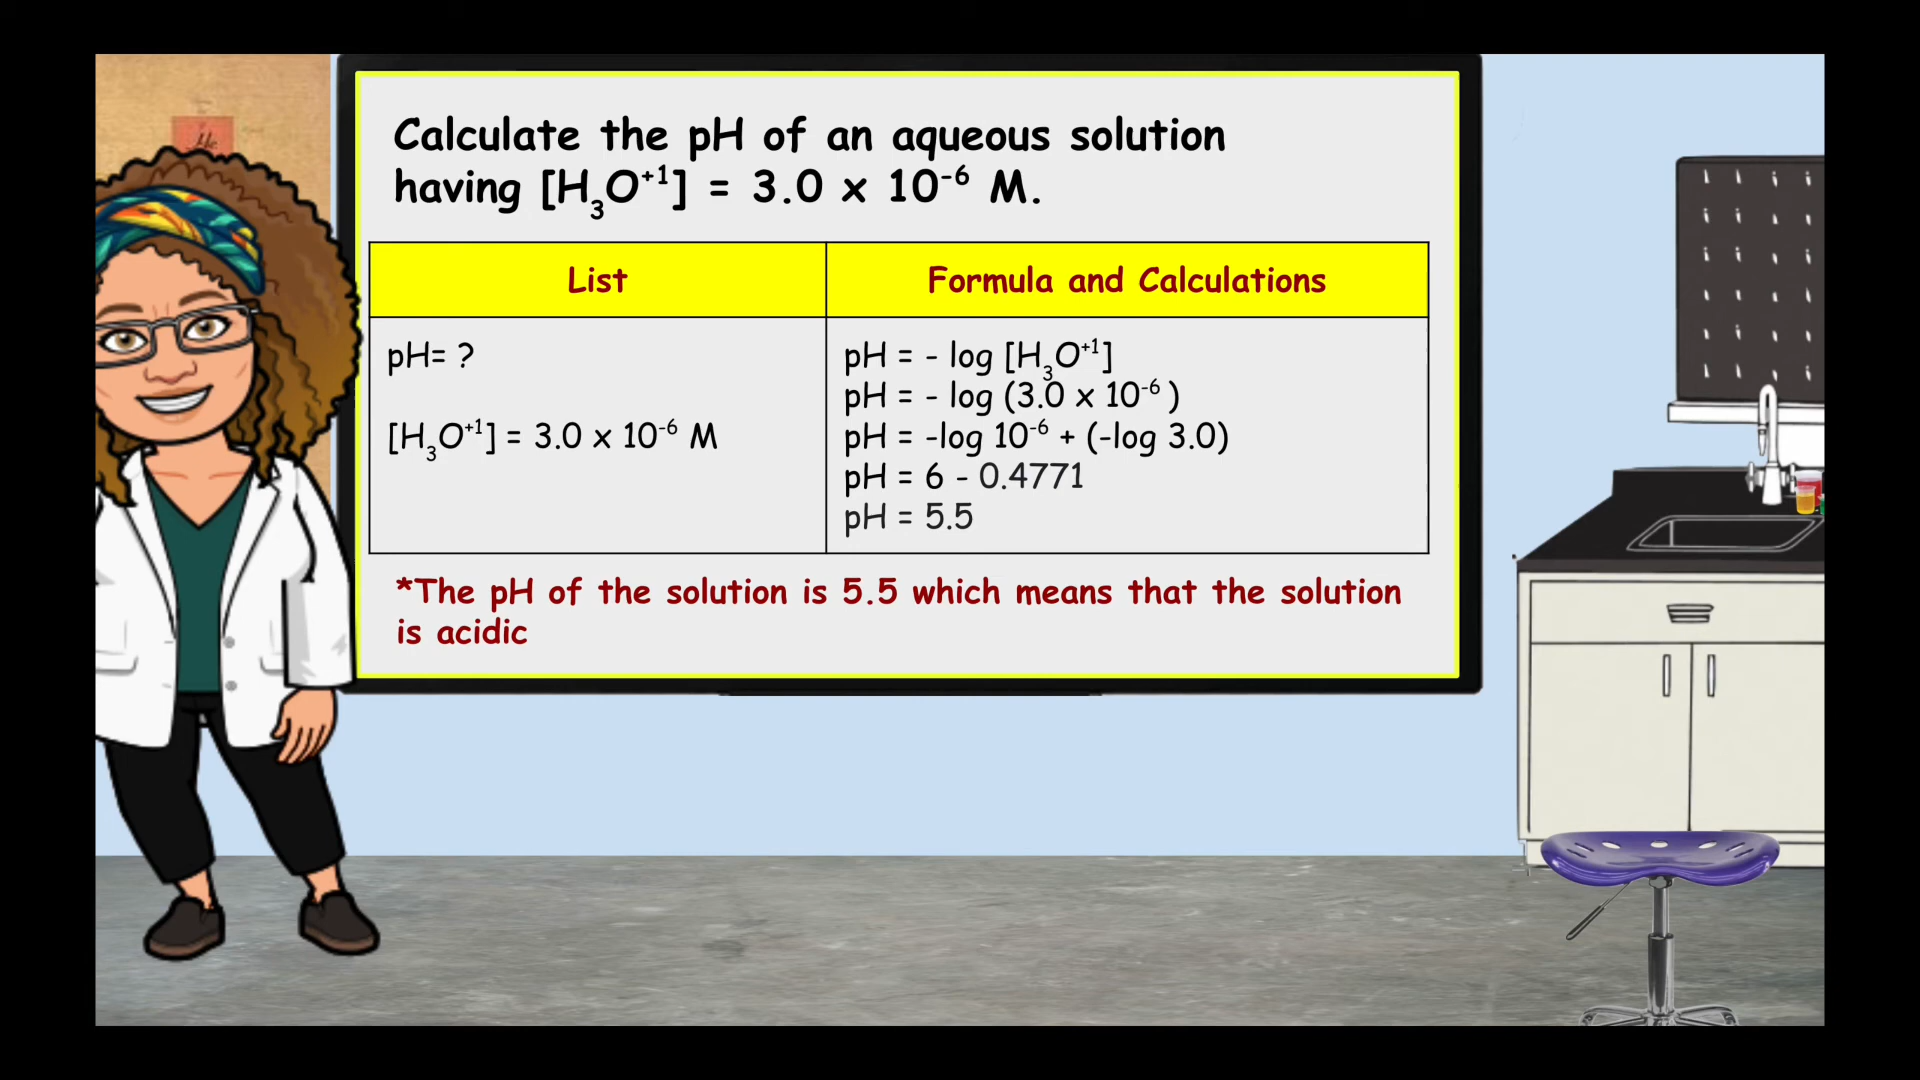 He
Calculate the pH of an aqueous solution
having [H₃O⁺¹] = 3.0 x 10⁻⁶ M.
List
Formula and Calculations
pH= ?
[H₃O⁺¹] = 3.0 x 10⁻⁶ M
pH = - log [H₃O⁺¹]
pH = - log (3.0 x 10⁻⁶ )
pH = -log 10⁻⁶ + (-log 3.0)
pH = 6 - 0.4771
pH = 5.5
*The pH of the solution is 5.5 which means that the solution
is acidic